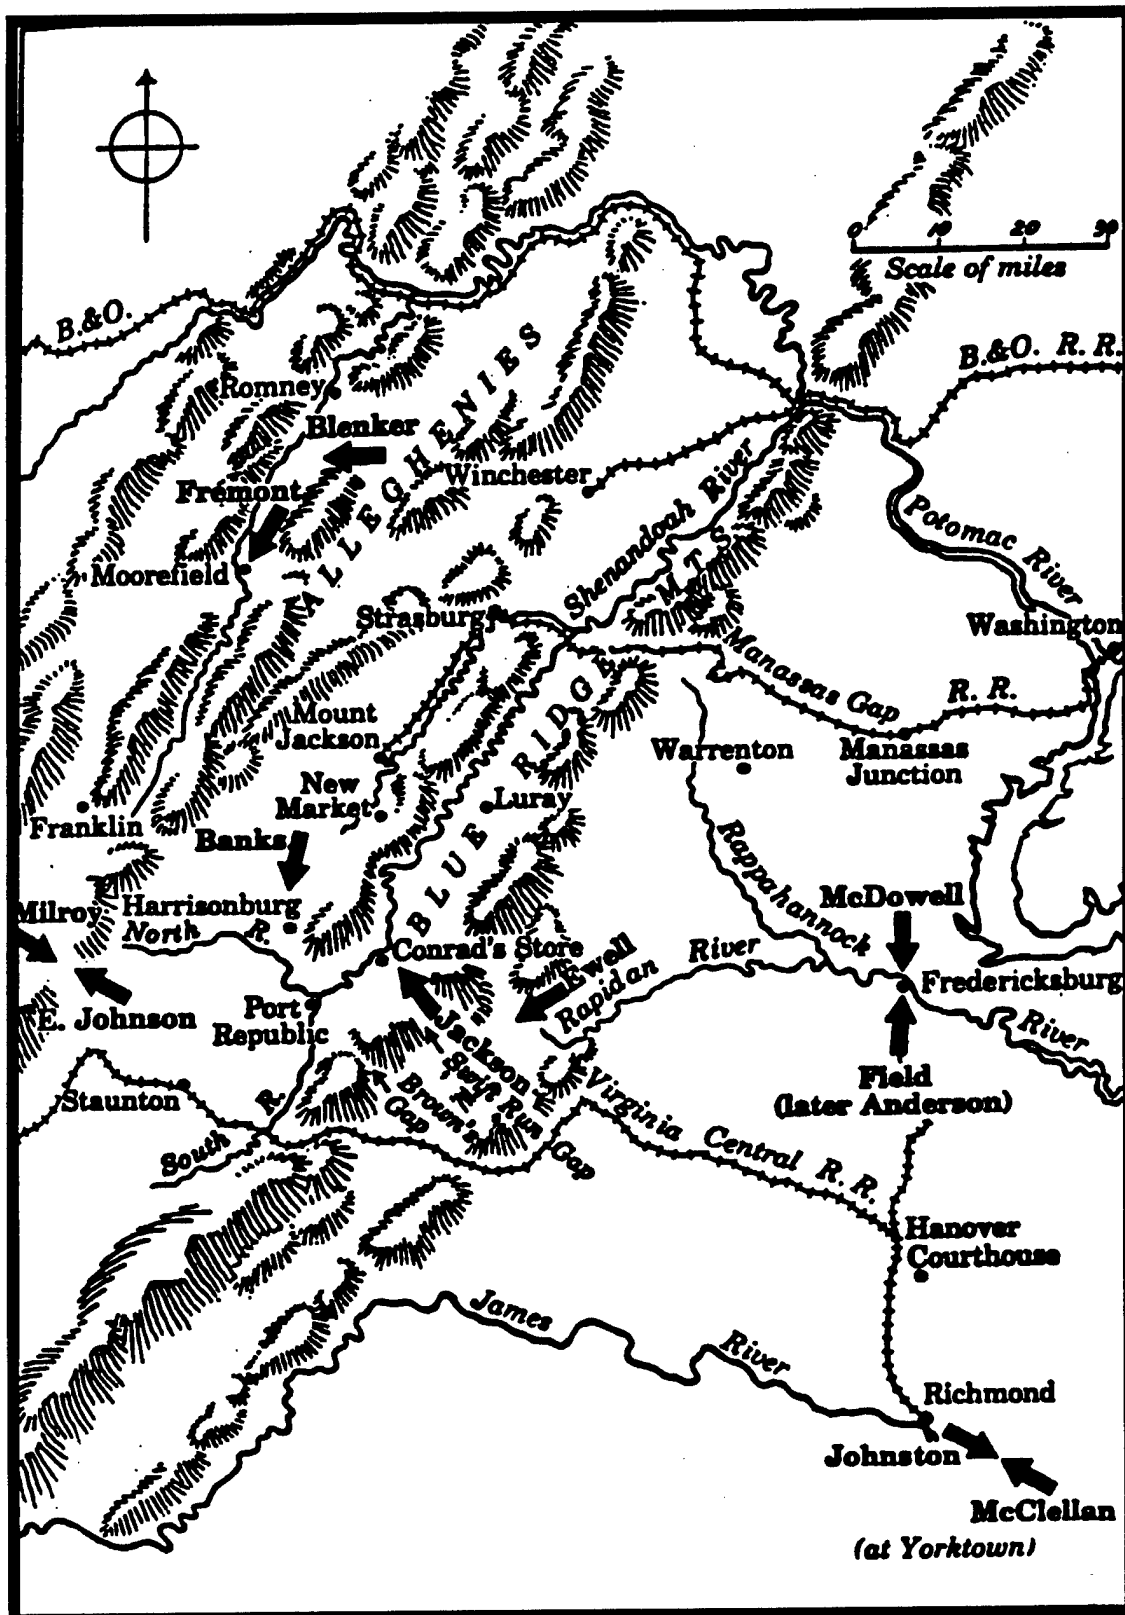 0 10 20 30
Scale of miles
B.&O.
B.&O. R.R.
Romney
Blenker
ALLEGHENIES
Winchester
Fremont
Shenandoah River
Potomac River
Moorefield
Strasburg
Washington
BLUE RIDGE MTS
Manassas Gap R. R.
Mount
Jackson
Warrenton
Manassas
Junction
New
Market
Luray
Franklin
Banks
Rappahannock
River
McDowell
Milroy
Harrisonburg
North R.
Conrad's Store
Ewell
Rapidan River
Fredericksburg
E. Johnson
Port
Republic
Jackson
Swift Run Gap
Brown's
Gap
Field
(later Anderson)
Staunton
South R.
Virginia Central R. R.
Hanover
Courthouse
James River
Richmond
Johnston
McClellan
(at Yorktown)